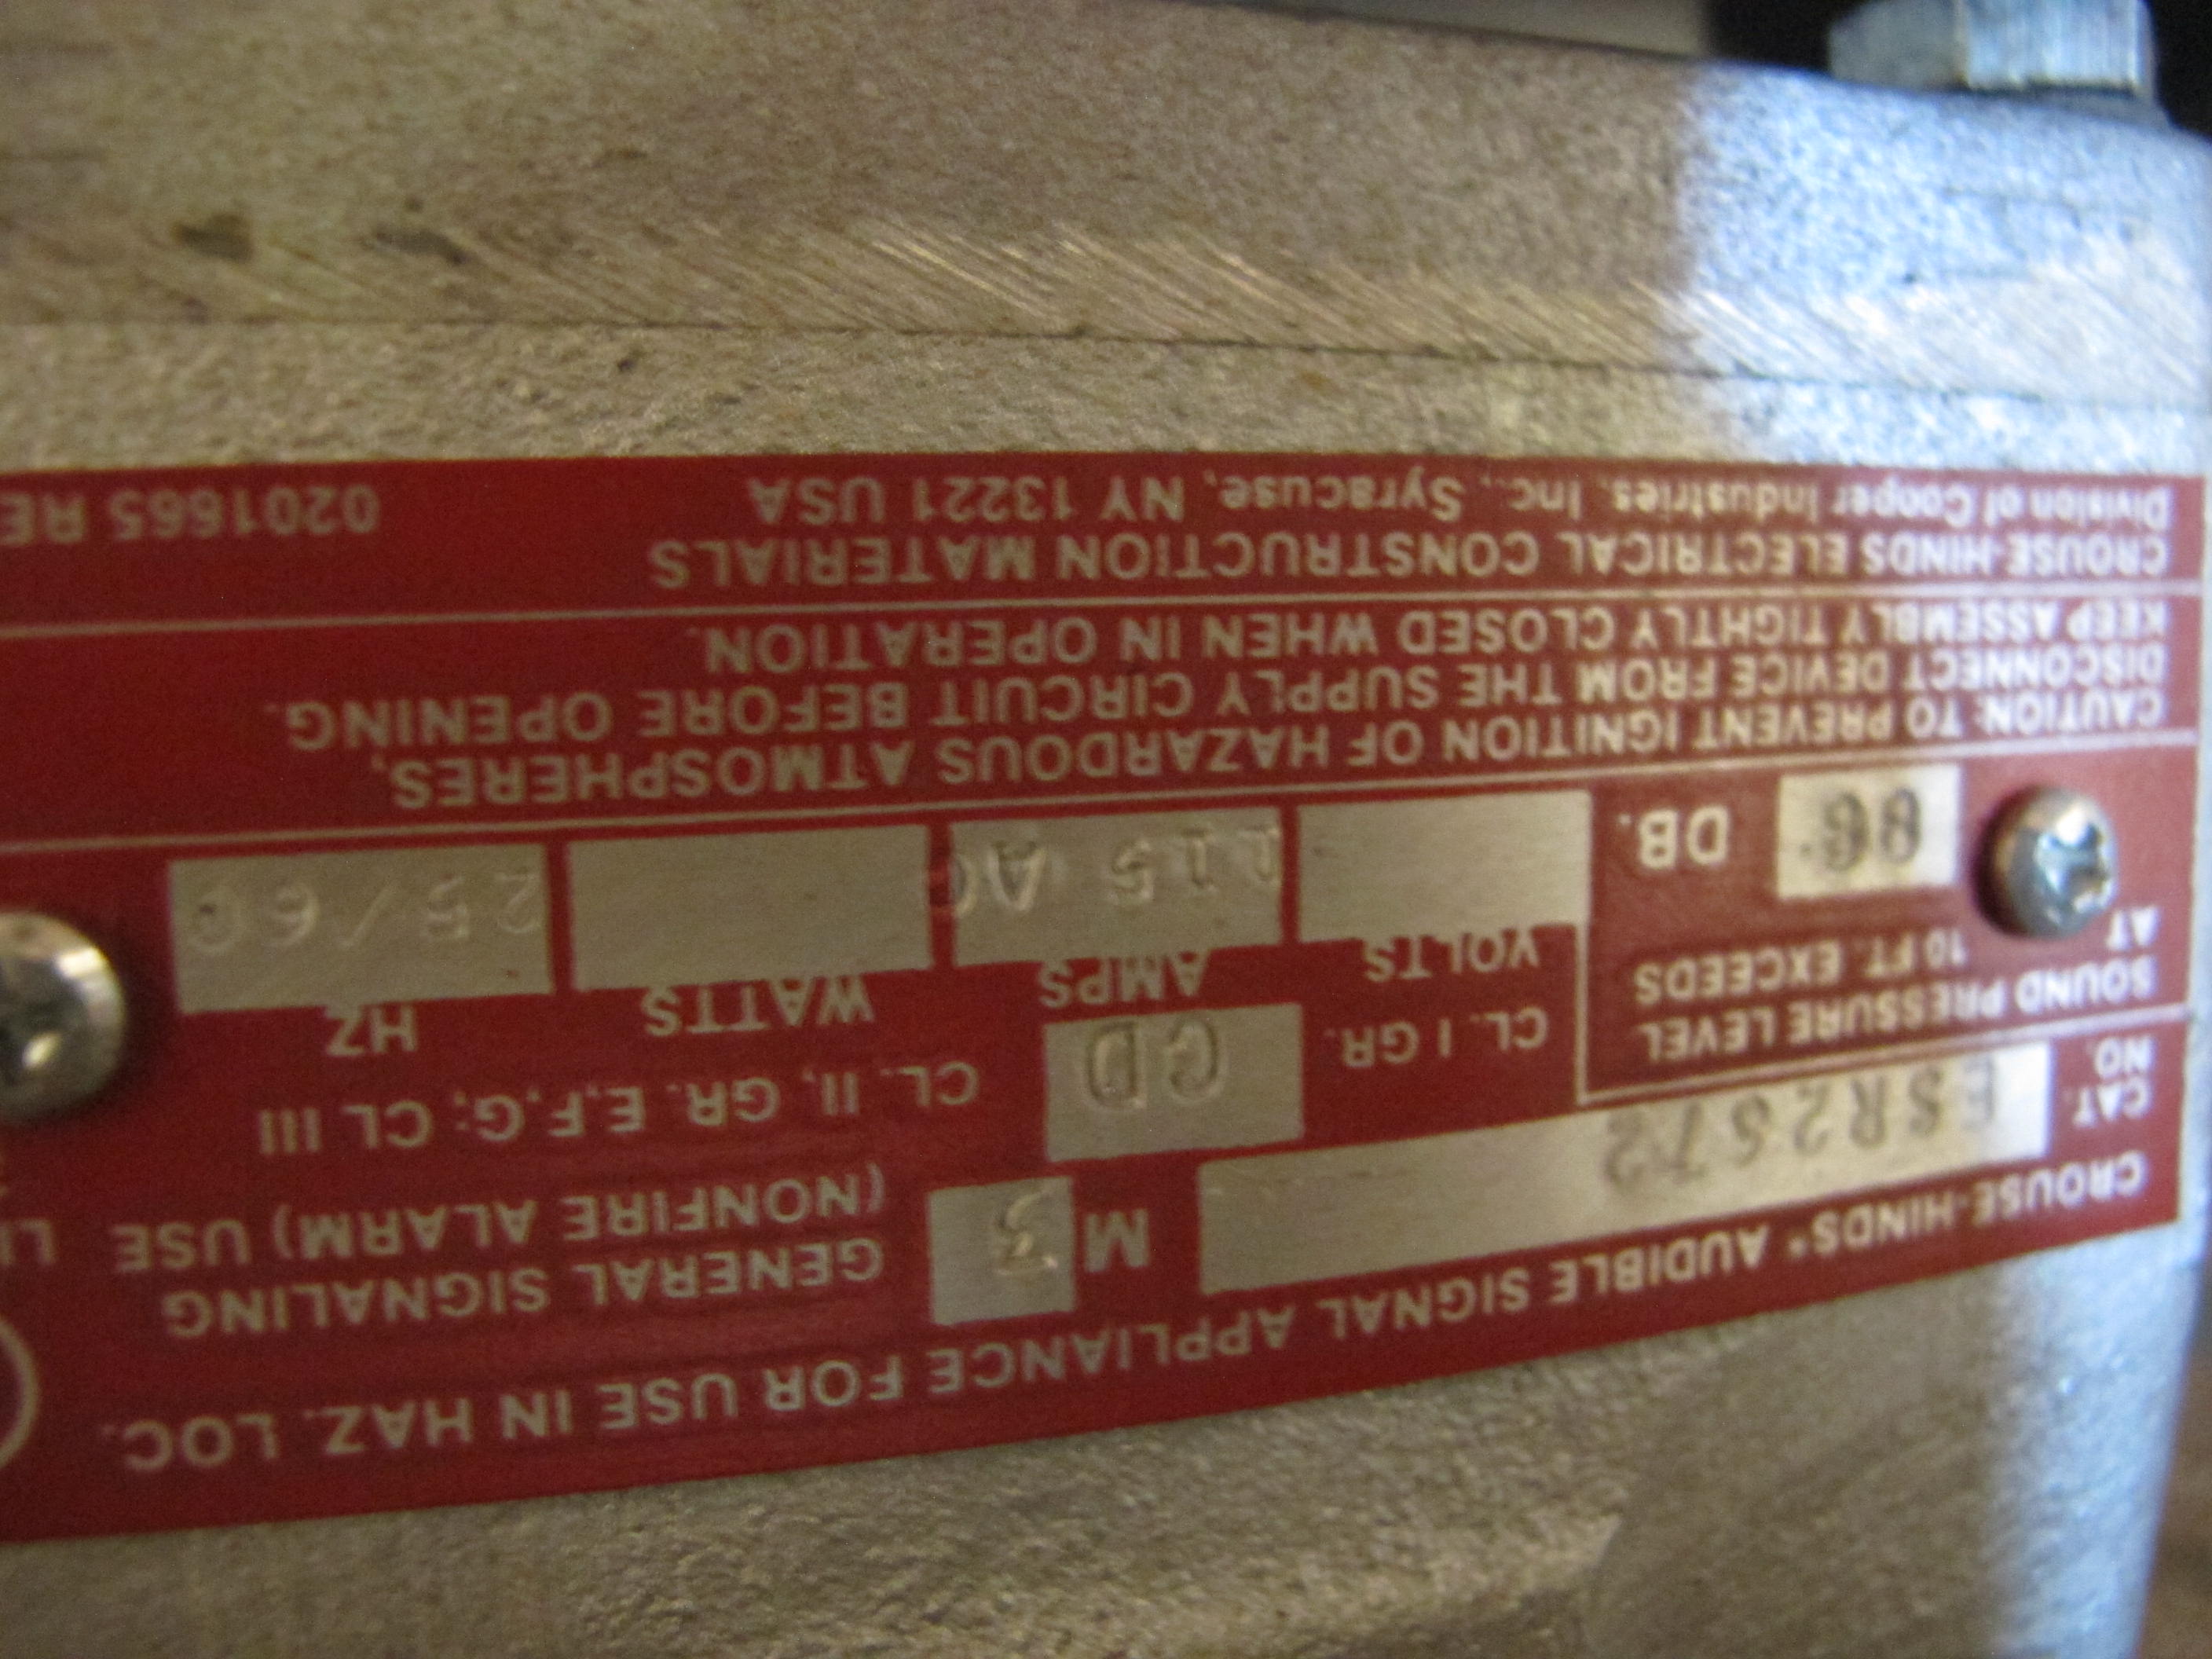 CROUSE-HINDS® AUDIBLE SIGNAL APPLIANCE FOR USE IN HAZ. LOC.
CAT. NO. ESR2572 M 3 GENERAL SIGNALING
(NONFIRE ALARM) USE
SOUND PRESSURE LEVEL
AT 10 FT. EXCEEDS
DB.
CL. I GR. CD CL. II, GR. E,F,G; CL III
VOLTS AMPS WATTS HZ
115 AC 25/60
CAUTION: TO PREVENT IGNITION OF HAZARDOUS ATMOSPHERES,
DISCONNECT DEVICE FROM THE SUPPLY CIRCUIT BEFORE OPENING.
KEEP ASSEMBLY TIGHTLY CLOSED WHEN IN OPERATION.
CROUSE-HINDS ELECTRICAL CONSTRUCTION MATERIALS
Division of Cooper Industries, Inc., Syracuse, NY 13221 USA 0201665 RE